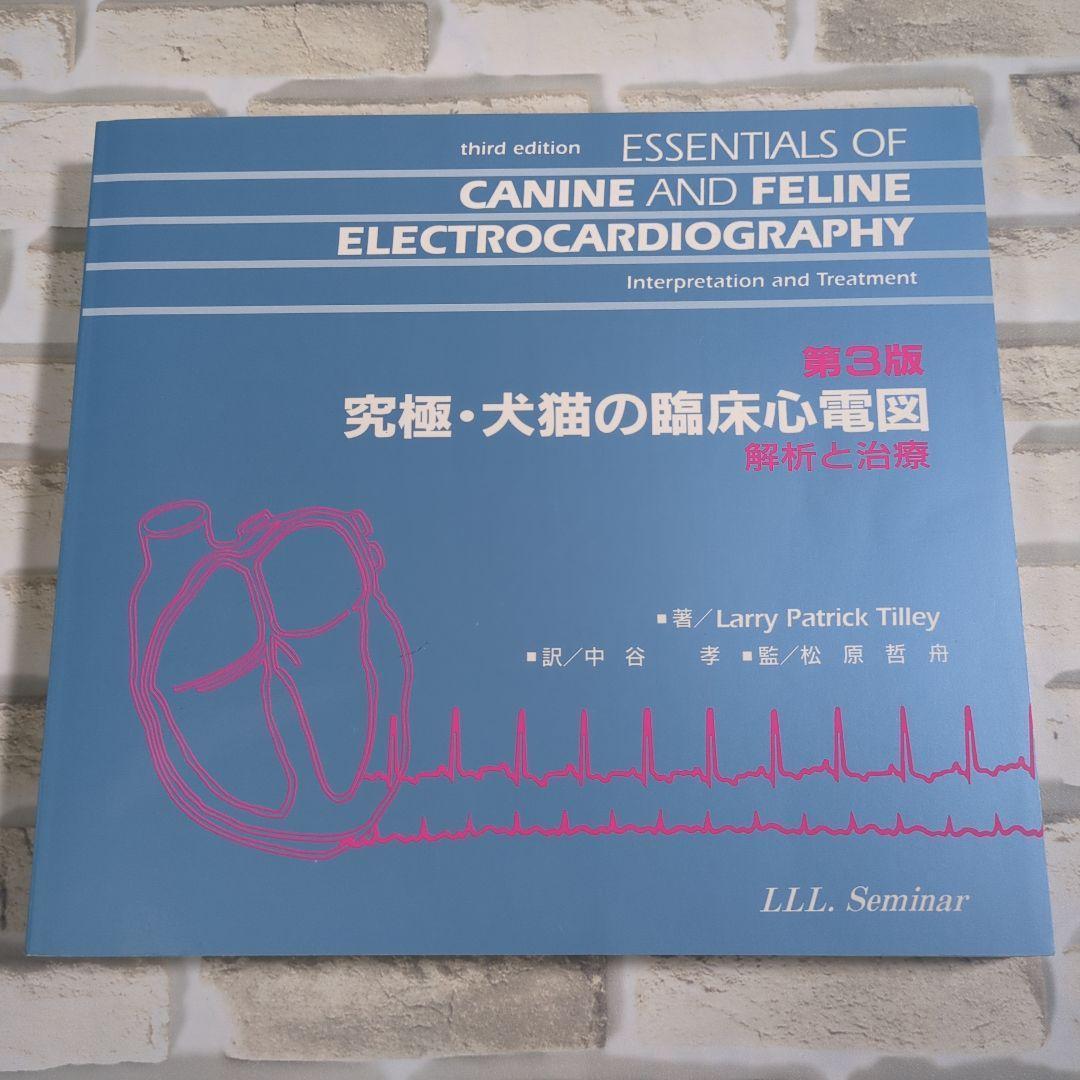 third edition ESSENTIALS OF
CANINE AND FELINE
ELECTROCARDIOGRAPHY
Interpretation and Treatment
第3版
究極・犬猫の臨床心電図
解析と治療
■著／Larry Patrick Tilley
■訳／中 谷 孝 ■監／松 原 哲 舟
LLL. Seminar